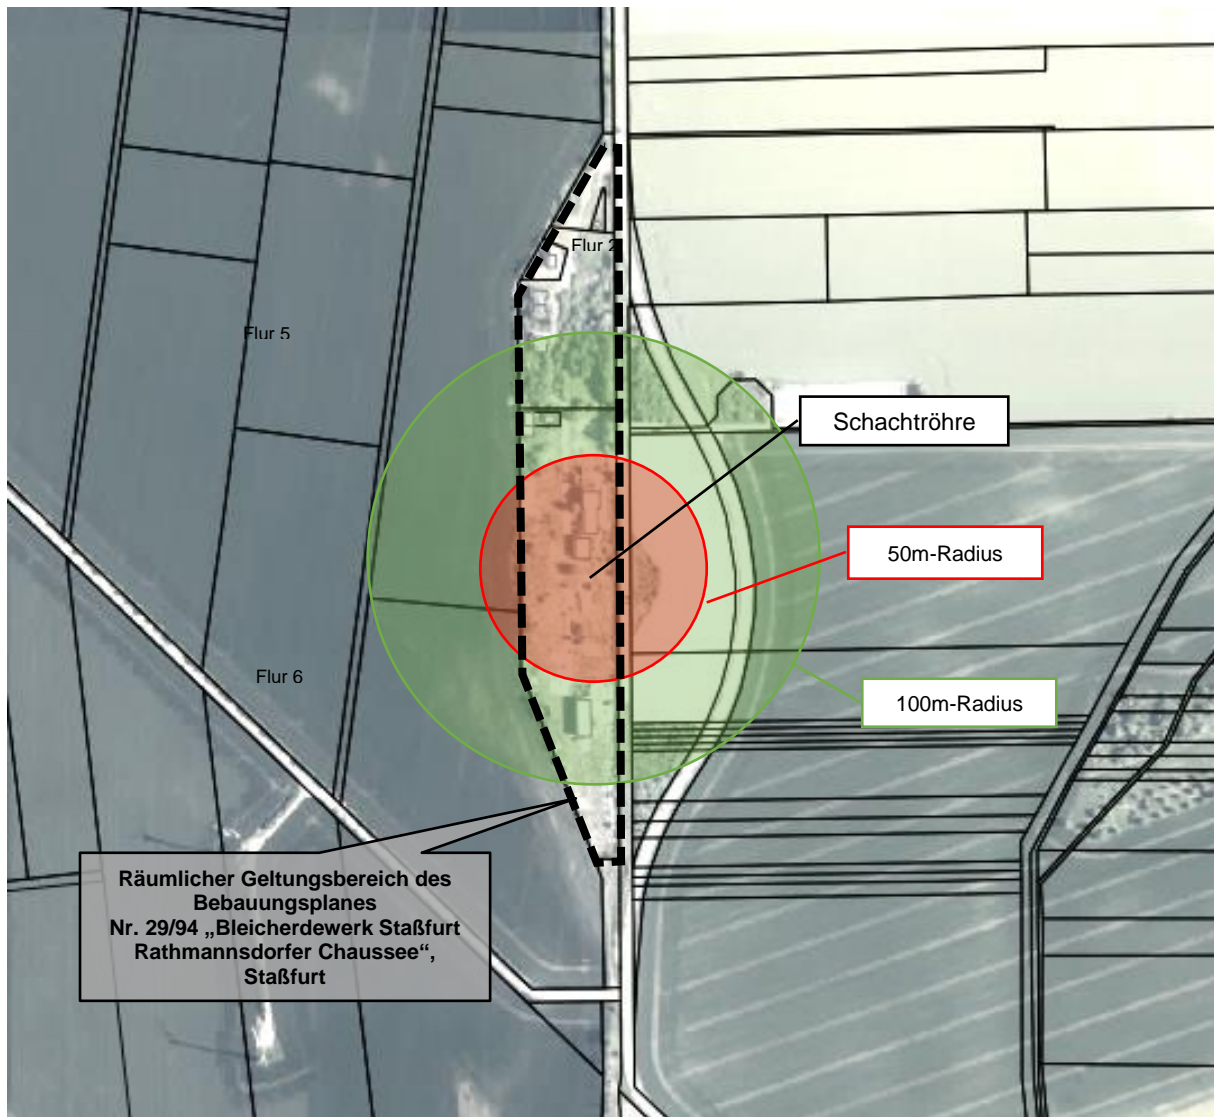 Flur 2
Flur 5
Schachtröhre
50m-Radius
Flur 6
100m-Radius
Räumlicher Geltungsbereich des
Bebauungsplanes
Nr. 29/94 „Bleicherdewerk Staßfurt
Rathmannsdorfer Chaussee“,
Staßfurt